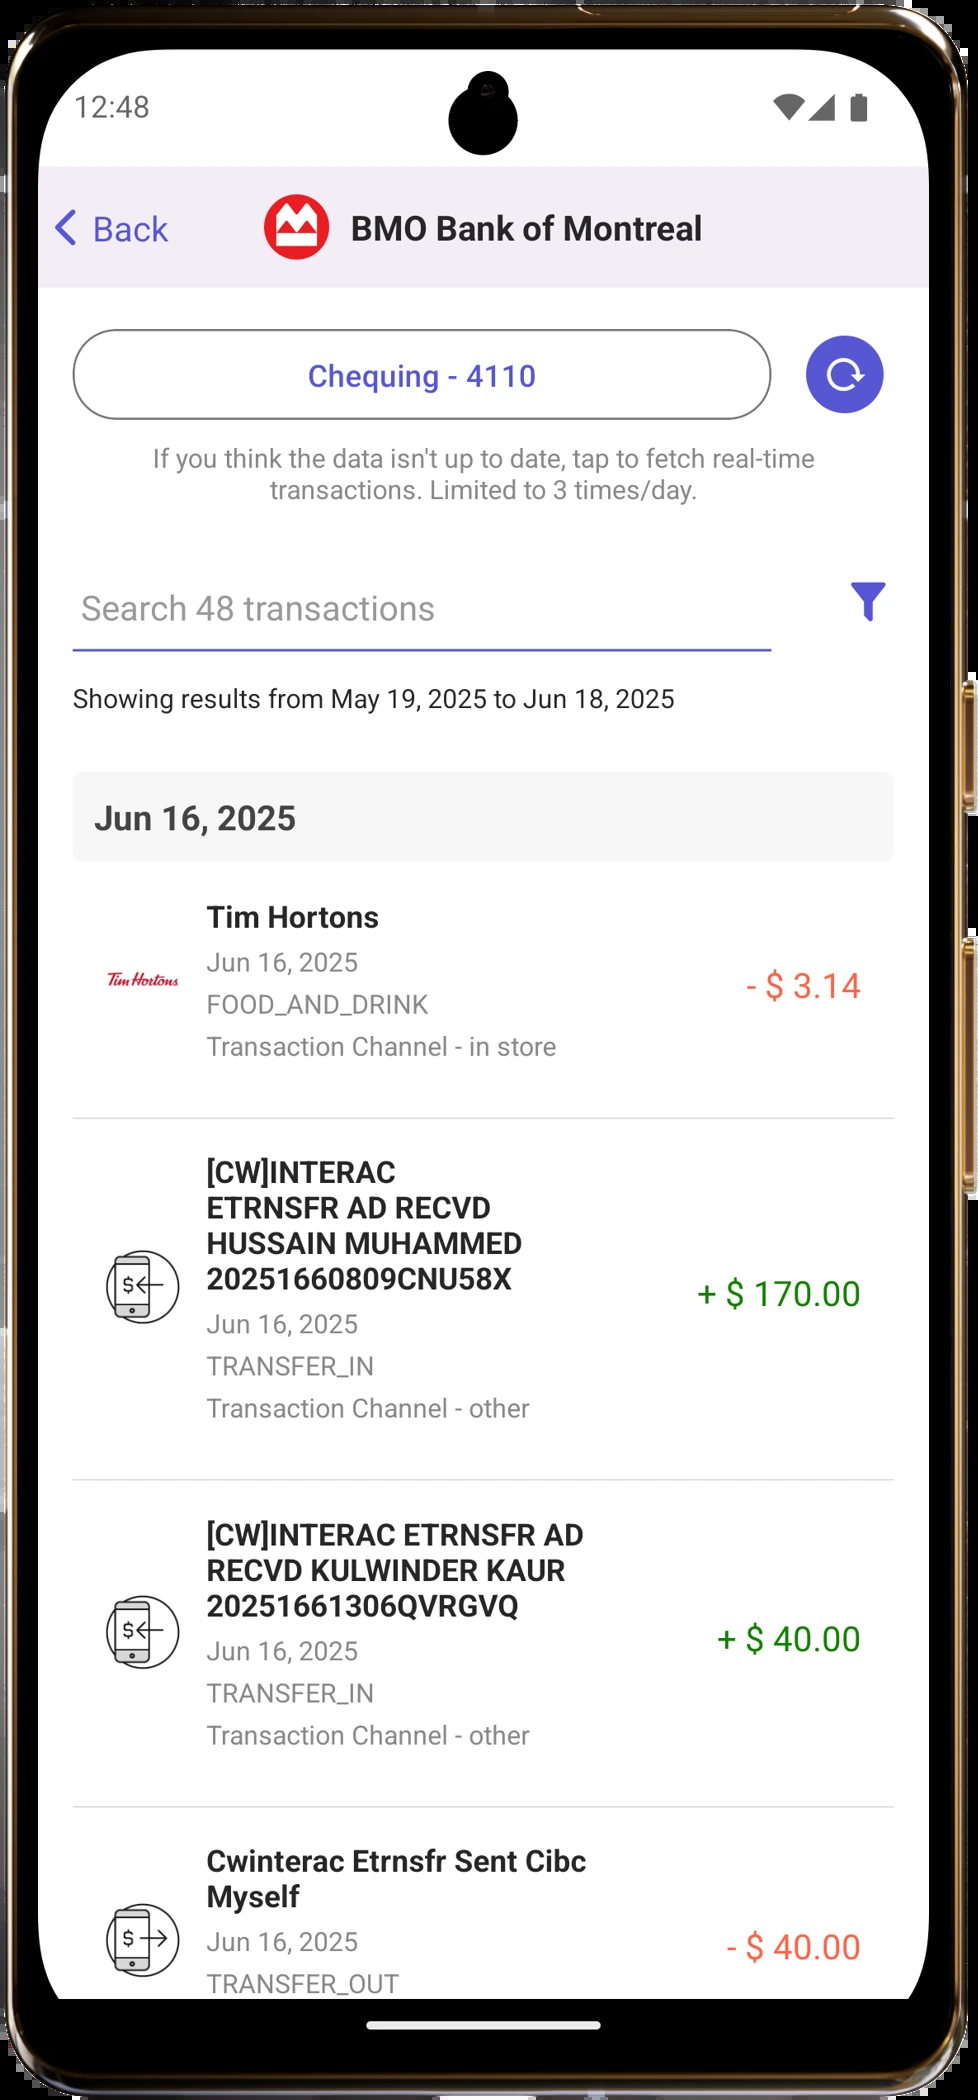 12:48
Back
BMO Bank of Montreal
Chequing - 4110
If you think the data isn't up to date, tap to fetch real-time
transactions. Limited to 3 times/day.
Search 48 transactions
Showing results from May 19, 2025 to Jun 18, 2025
Jun 16, 2025
Tim Hortons
Tim Hortons
Jun 16, 2025
FOOD_AND_DRINK
Transaction Channel - in store
- $ 3.14
[CW]INTERAC
ETRNSFR AD RECVD
HUSSAIN MUHAMMED
20251660809CNU58X
Jun 16, 2025
TRANSFER_IN
Transaction Channel - other
$
+ $ 170.00
[CW]INTERAC ETRNSFR AD
RECVD KULWINDER KAUR
20251661306QVRGVQ
Jun 16, 2025
TRANSFER_IN
Transaction Channel - other
$
+ $ 40.00
Cwinterac Etrnsfr Sent Cibc
Myself
Jun 16, 2025
TRANSFER_OUT
$
- $ 40.00